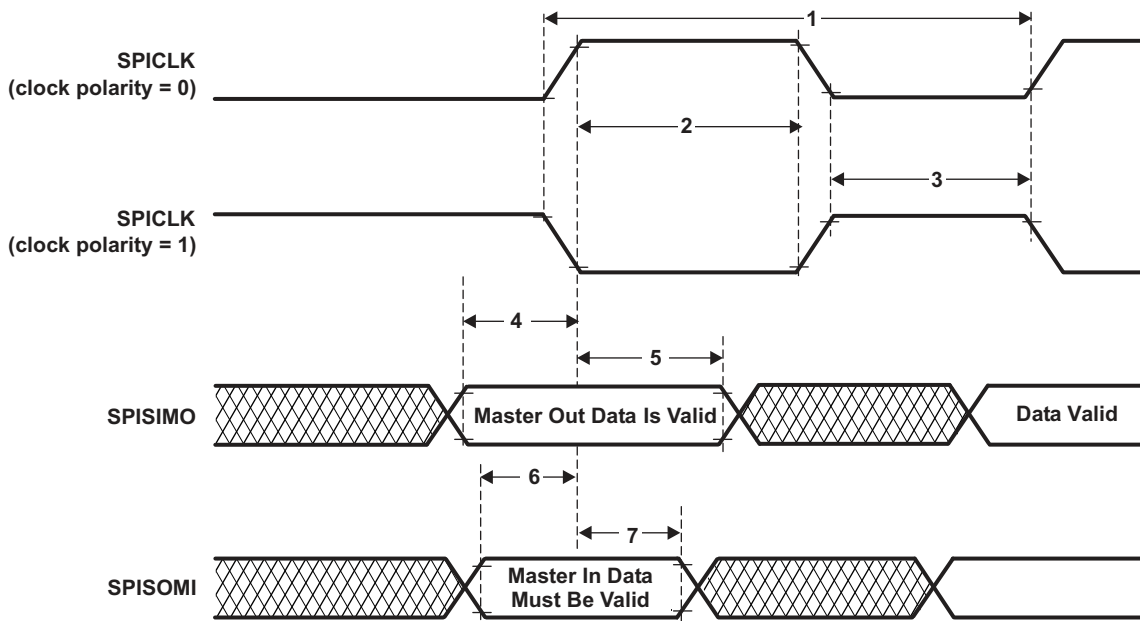 1
SPICLK
(clock polarity = 0)
2
3
SPICLK
(clock polarity = 1)
4
5
SPISIMO
Master Out Data Is Valid
Data Valid
6
7
SPISOMI
Master In Data
Must Be Valid